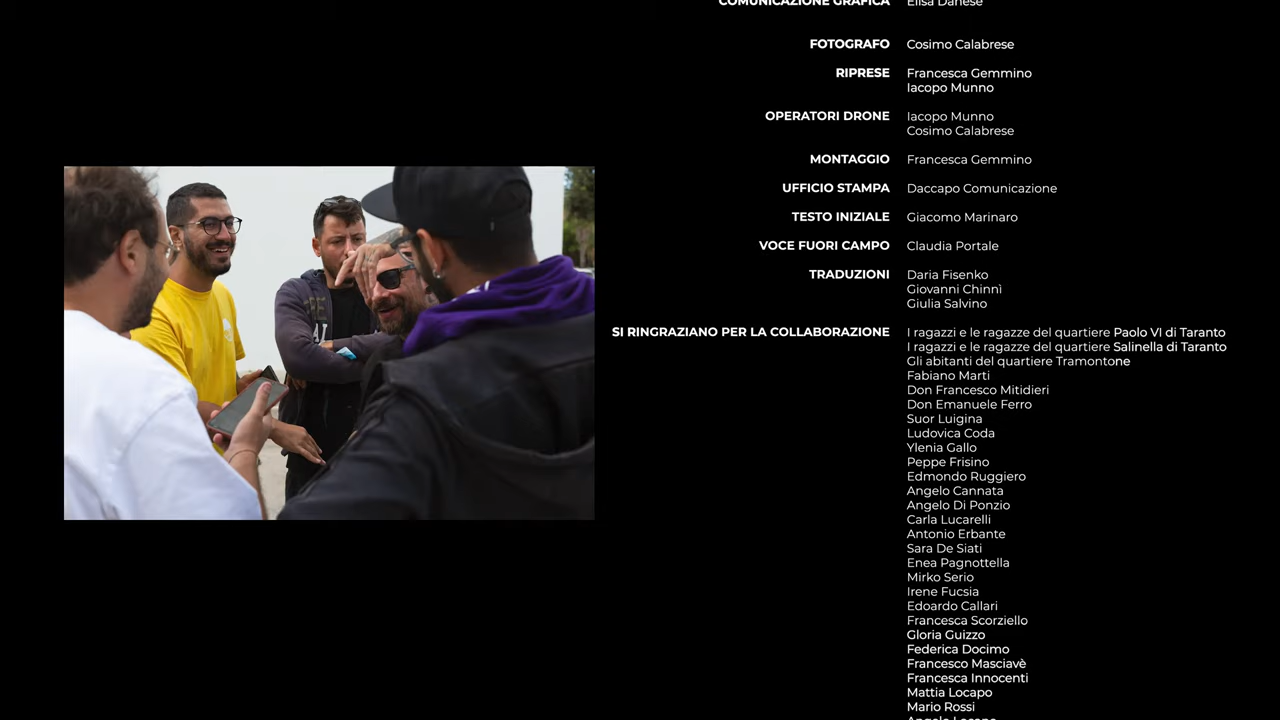 COMUNICAZIONE GRAFICA Elisa Danese
FOTOGRAFO Cosimo Calabrese
RIPRESE Francesca Gemmino
Iacopo Munno
OPERATORI DRONE Iacopo Munno
Cosimo Calabrese
MONTAGGIO Francesca Gemmino
UFFICIO STAMPA Daccapo Comunicazione
TESTO INIZIALE Giacomo Marinaro
VOCE FUORI CAMPO Claudia Portale
TRADUZIONI Daria Fisenko
Giovanni Chinnì
Giulia Salvino
SI RINGRAZIANO PER LA COLLABORAZIONE I ragazzi e le ragazze del quartiere Paolo VI di Taranto
I ragazzi e le ragazze del quartiere Salinella di Taranto
Gli abitanti del quartiere Tramontone
Fabiano Marti
Don Francesco Mitidieri
Don Emanuele Ferro
Suor Luigina
Ludovica Coda
Ylenia Gallo
Peppe Frisino
Edmondo Ruggiero
Angelo Cannata
Angelo Di Ponzio
Carla Lucarelli
Antonio Erbante
Sara De Siati
Enea Pagnottella
Mirko Serio
Irene Fucsia
Edoardo Callari
Francesca Scorziello
Gloria Guizzo
Federica Docimo
Francesco Masciavè
Francesca Innocenti
Mattia Locapo
Mario Rossi